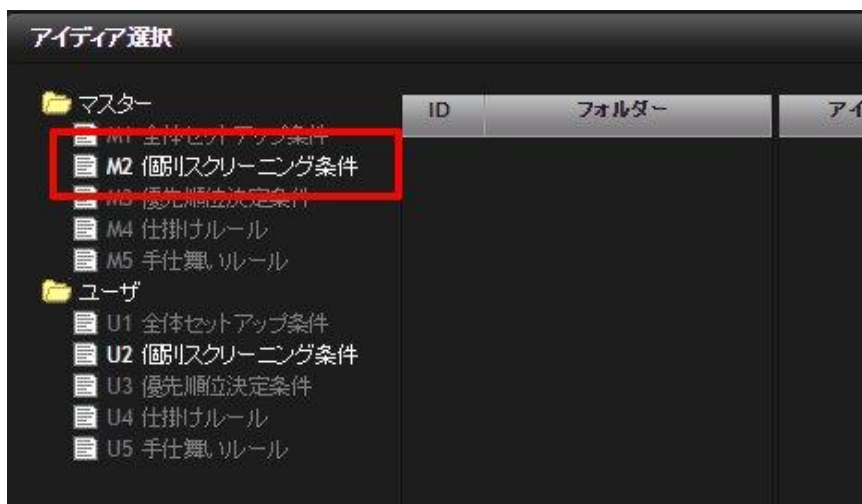 アイディア選択
マスター
M1 全体セットアップ条件
M2 個別スクリーニング条件
M3 優先順位決定条件
M4 仕掛けルール
M5 手仕舞いルール
ユーザ
U1 全体セットアップ条件
U2 個別スクリーニング条件
U3 優先順位決定条件
U4 仕掛けルール
U5 手仕舞いルール
ID フォルダー アイ